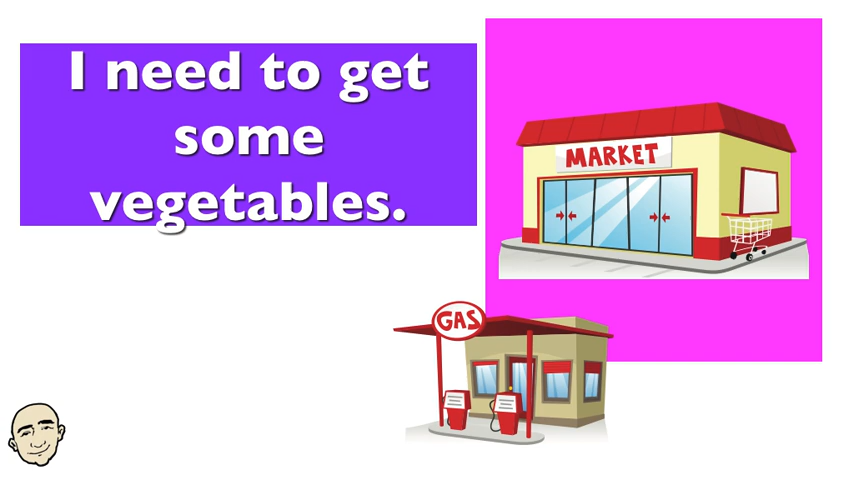 I need to get
some
vegetables.
MARKET
GAS